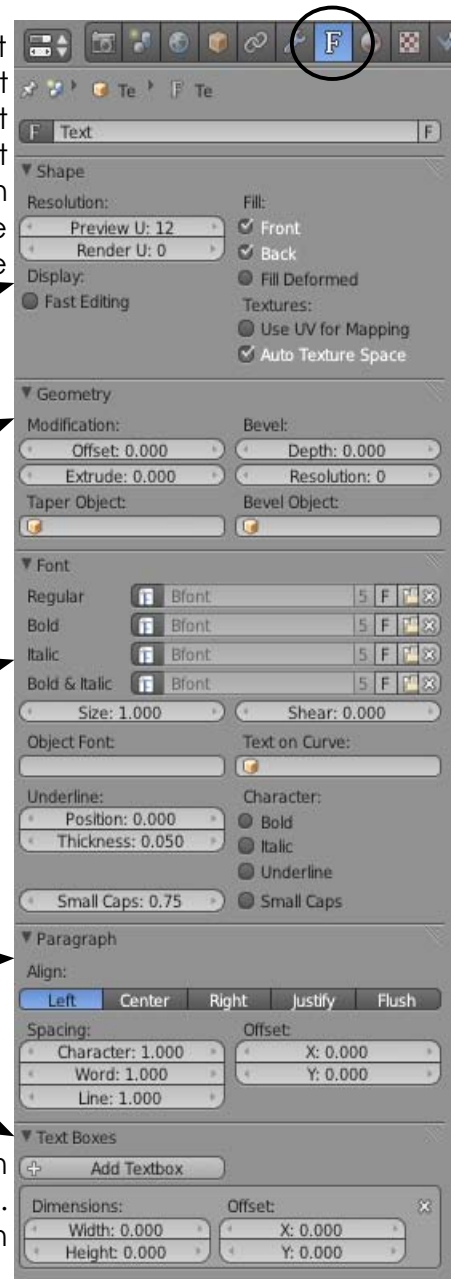 t
t
t
t
n
e
e
F
Te F Te
F Text F
Shape
Resolution: Fill:
Preview U: 12 Front
Render U: 0 Back
Display: Fill Deformed
Fast Editing Textures:
Use UV for Mapping
Auto Texture Space
Geometry
Modification: Bevel:
Offset: 0.000 Depth: 0.000
Extrude: 0.000 Resolution: 0
Taper Object: Bevel Object:
Font
Regular F Bfont 5 F
Bold F Bfont 5 F
Italic F Bfont 5 F
Bold & Italic F Bfont 5 F
Size: 1.000 Shear: 0.000
Object Font: Text on Curve:
Underline: Character:
Position: 0.000 Bold
Thickness: 0.050 Italic
Underline
Small Caps: 0.75 Small Caps
Paragraph
Align:
Left Center Right Justify Flush
Spacing: Offset:
Character: 1.000 X: 0.000
Word: 1.000 Y: 0.000
Line: 1.000
Text Boxes
n Add Textbox
.
Dimensions: Offset:
n Width: 0.000 X: 0.000
Height: 0.000 Y: 0.000